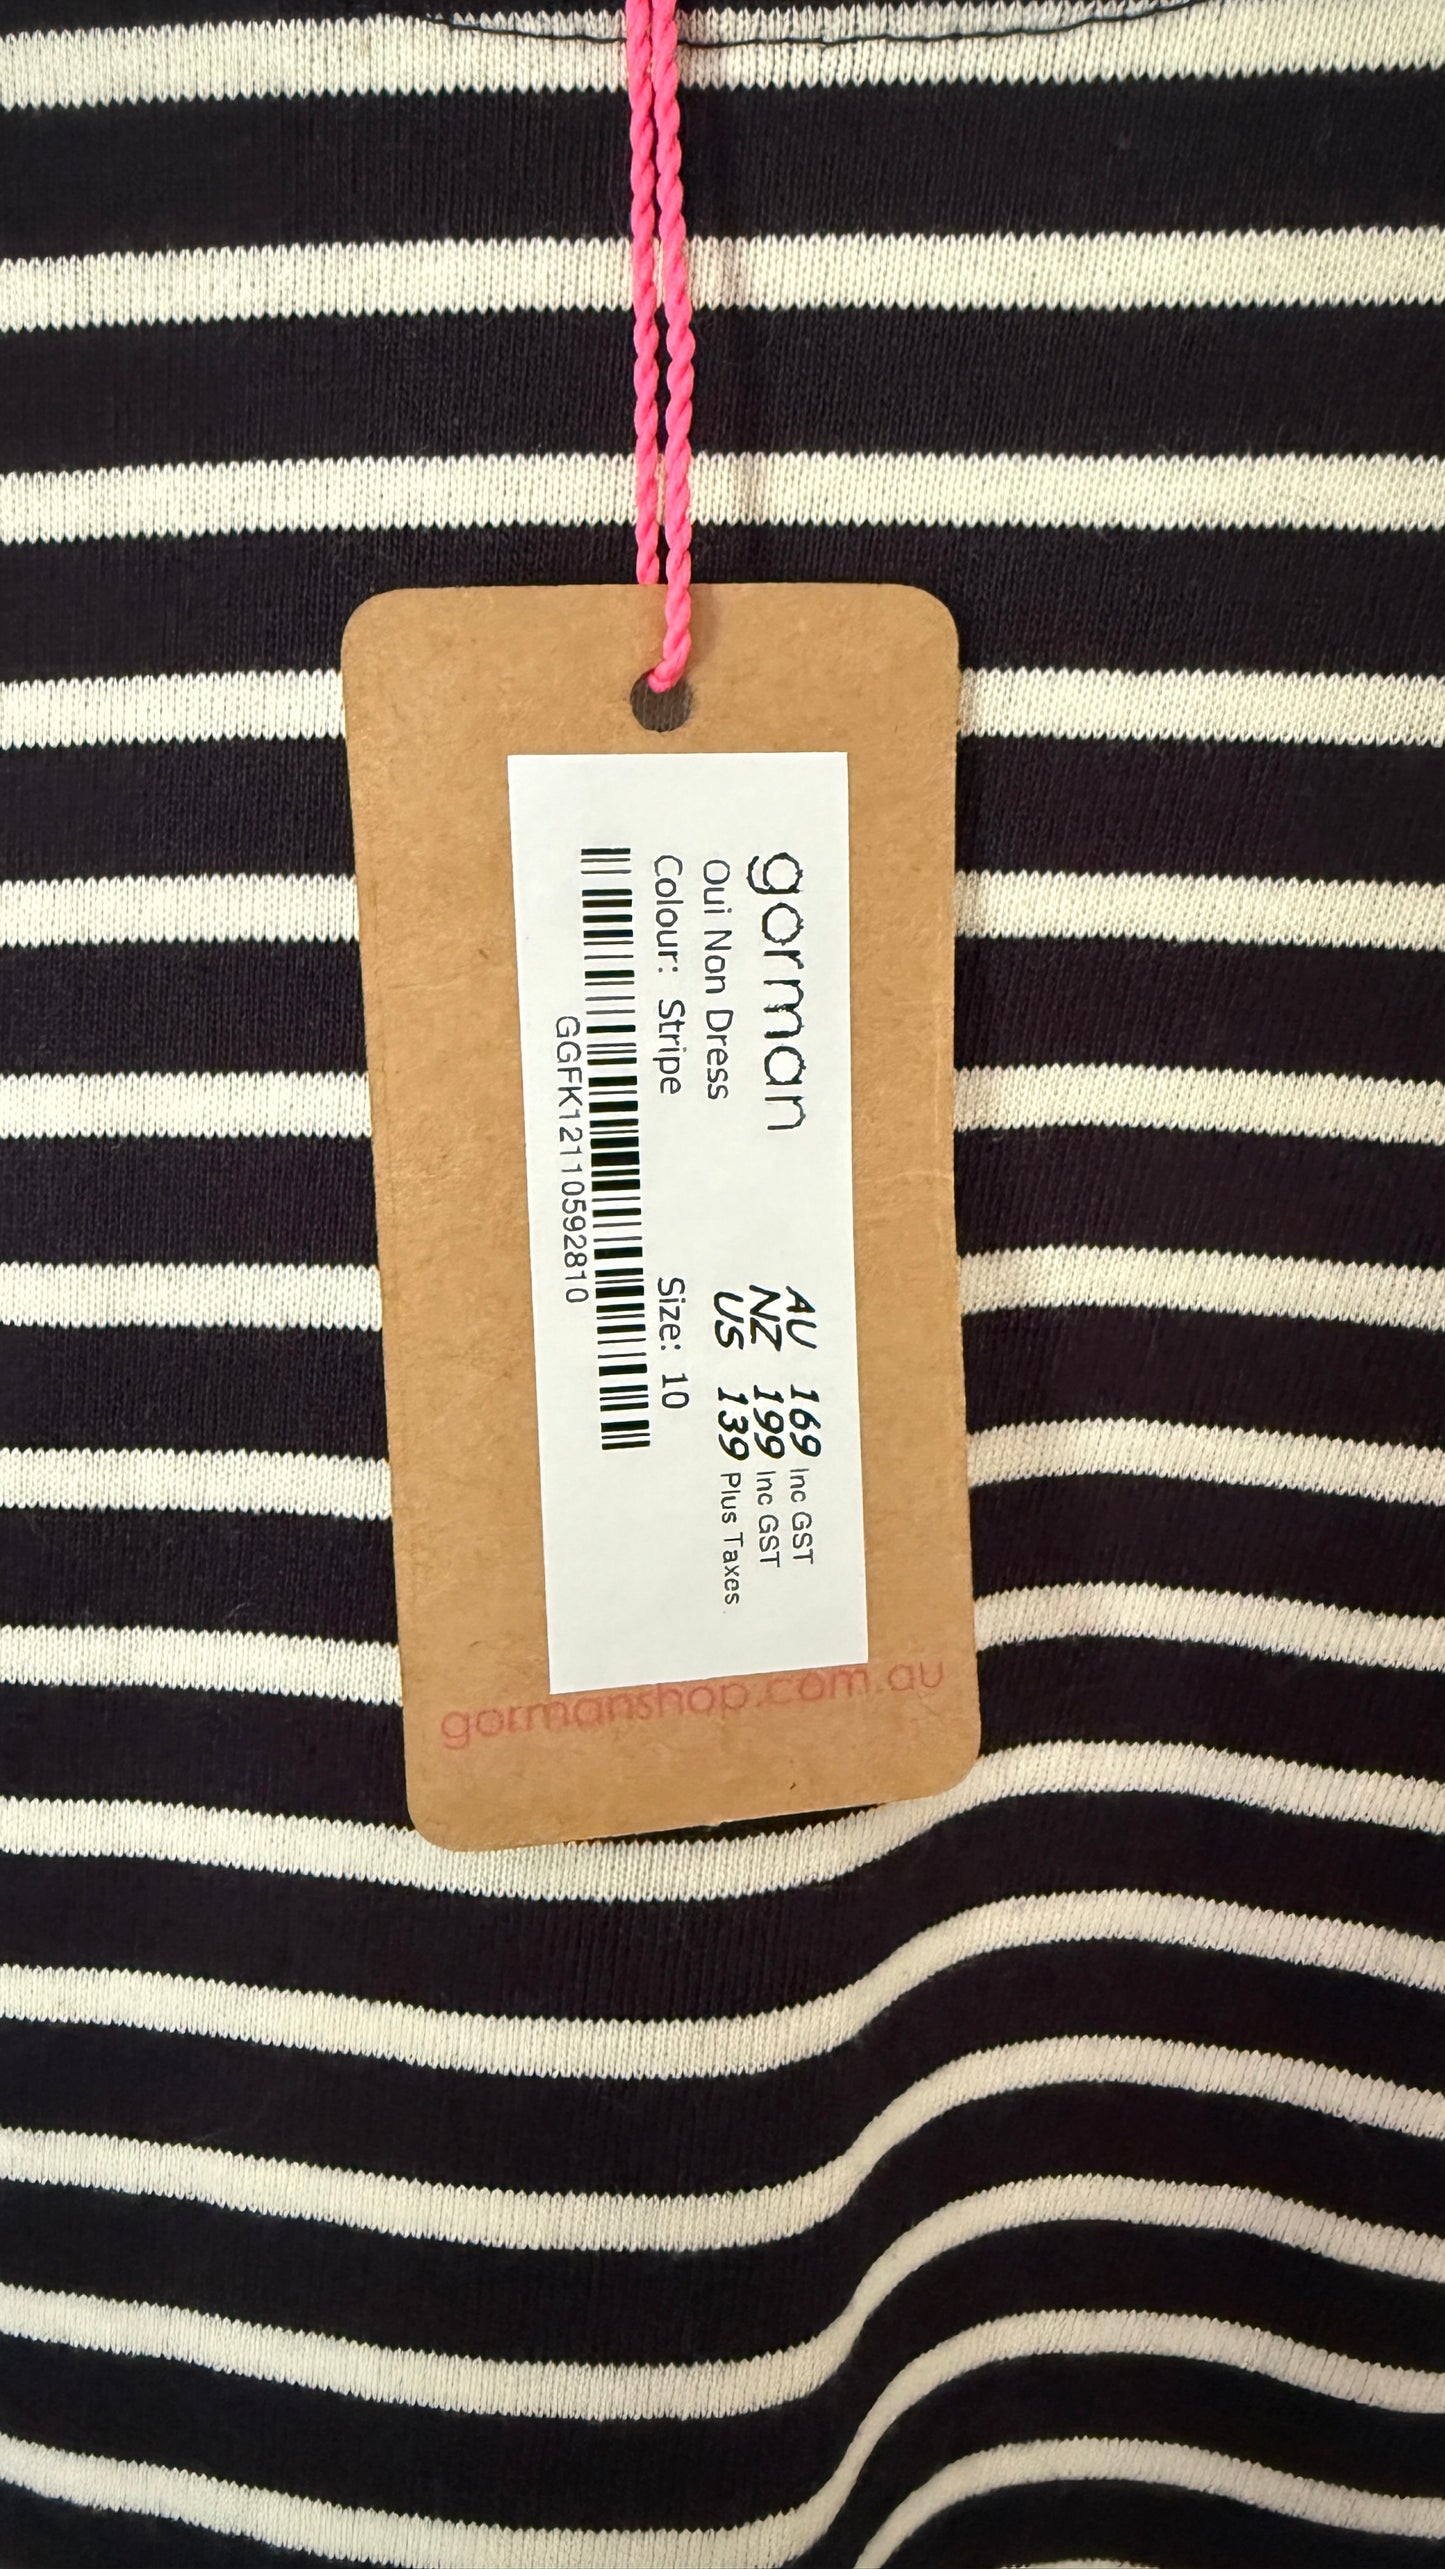 gorman
Oui Non Dress
Colour: Stripe
Size: 10
GGFK12110592810
AU 169 Inc GST
NZ 199 Inc GST
US 139 Plus Taxes
gormanshop.com.au